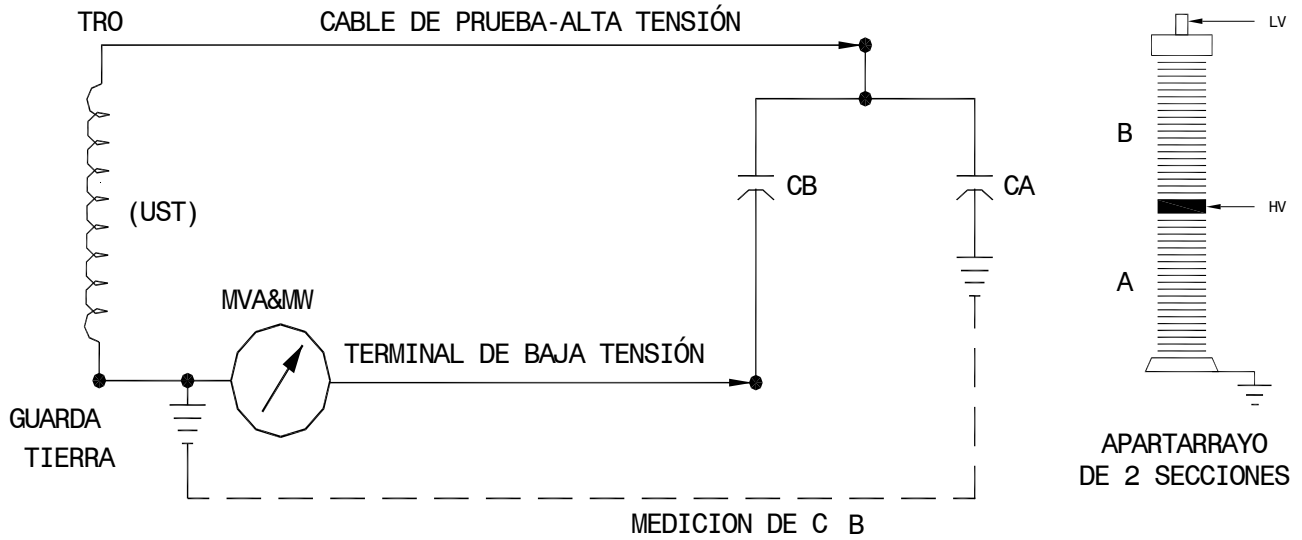 TRO
CABLE DE PRUEBA-ALTA TENSIÓN
LV
B
CB
CA
(UST)
HV
A
MVA&MW
TERMINAL DE BAJA TENSIÓN
GUARDA
TIERRA
APARTARRAYO
DE 2 SECCIONES
MEDICION DE C B